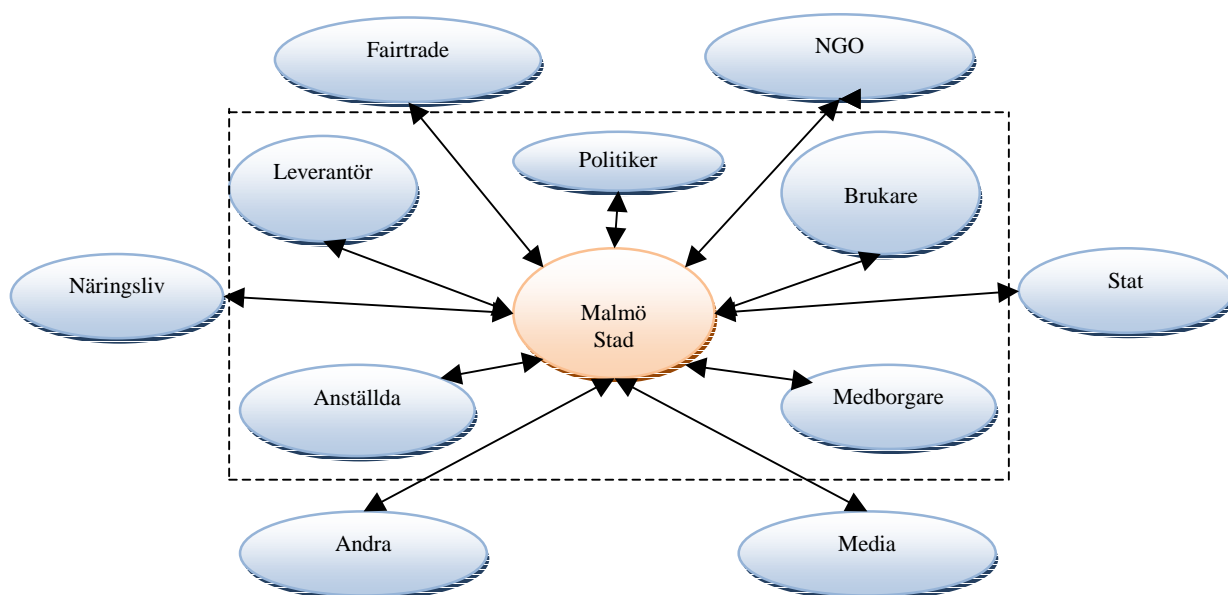 Fairtrade
NGO
Leverantör
Politiker
Brukare
Näringsliv
Stat
Malmö
Stad
Anställda
Medborgare
Andra
Media